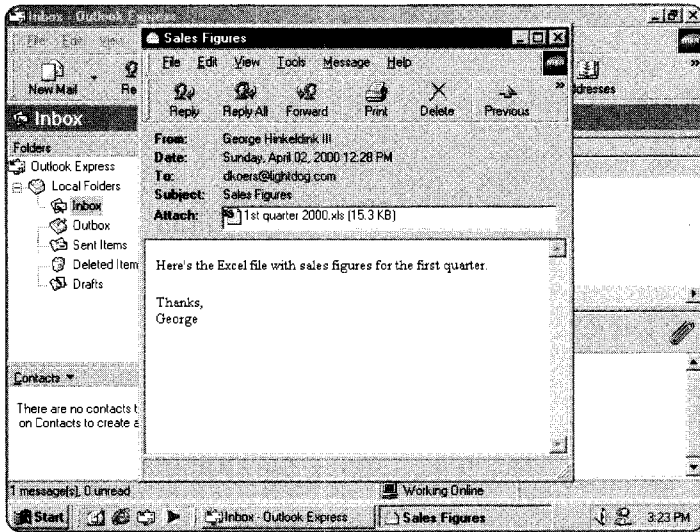 Inbox - Outlook Express
File Edit View
New Mail Re
Inbox
Folders
Outlook Express
Local Folders
Inbox
Outbox
Sent Items
Deleted Item
Drafts
Contacts
There are no contacts t
on Contacts to create a
1 message(s), 0 unread
Working Online
Sales Figures
File Edit View Tools Message Help
Reply Reply All Forward Print Delete Previous »
From: George Hinkeldink III
Date: Sunday, April 02, 2000 12:28 PM
To: dkoers@lightdog.com
Subject: Sales Figures
Attach: 1st quarter 2000.xls (15.3 KB)
Here's the Excel file with sales figures for the first quarter.
Thanks,
George
ddresses »
Start » Inbox - Outlook Express Sales Figures 3:23 PM